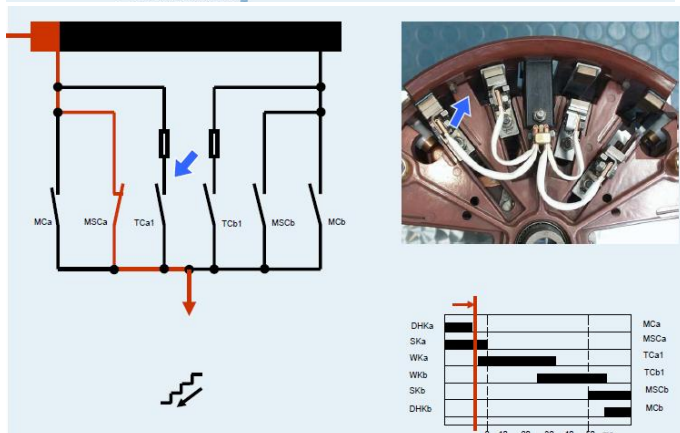 MCa MSCa TCa1 TCb1 MSCb MCb
DHKa MCa
SKa MSCa
WKa TCa1
WKb TCb1
SKb MSCb
DHKb MCb